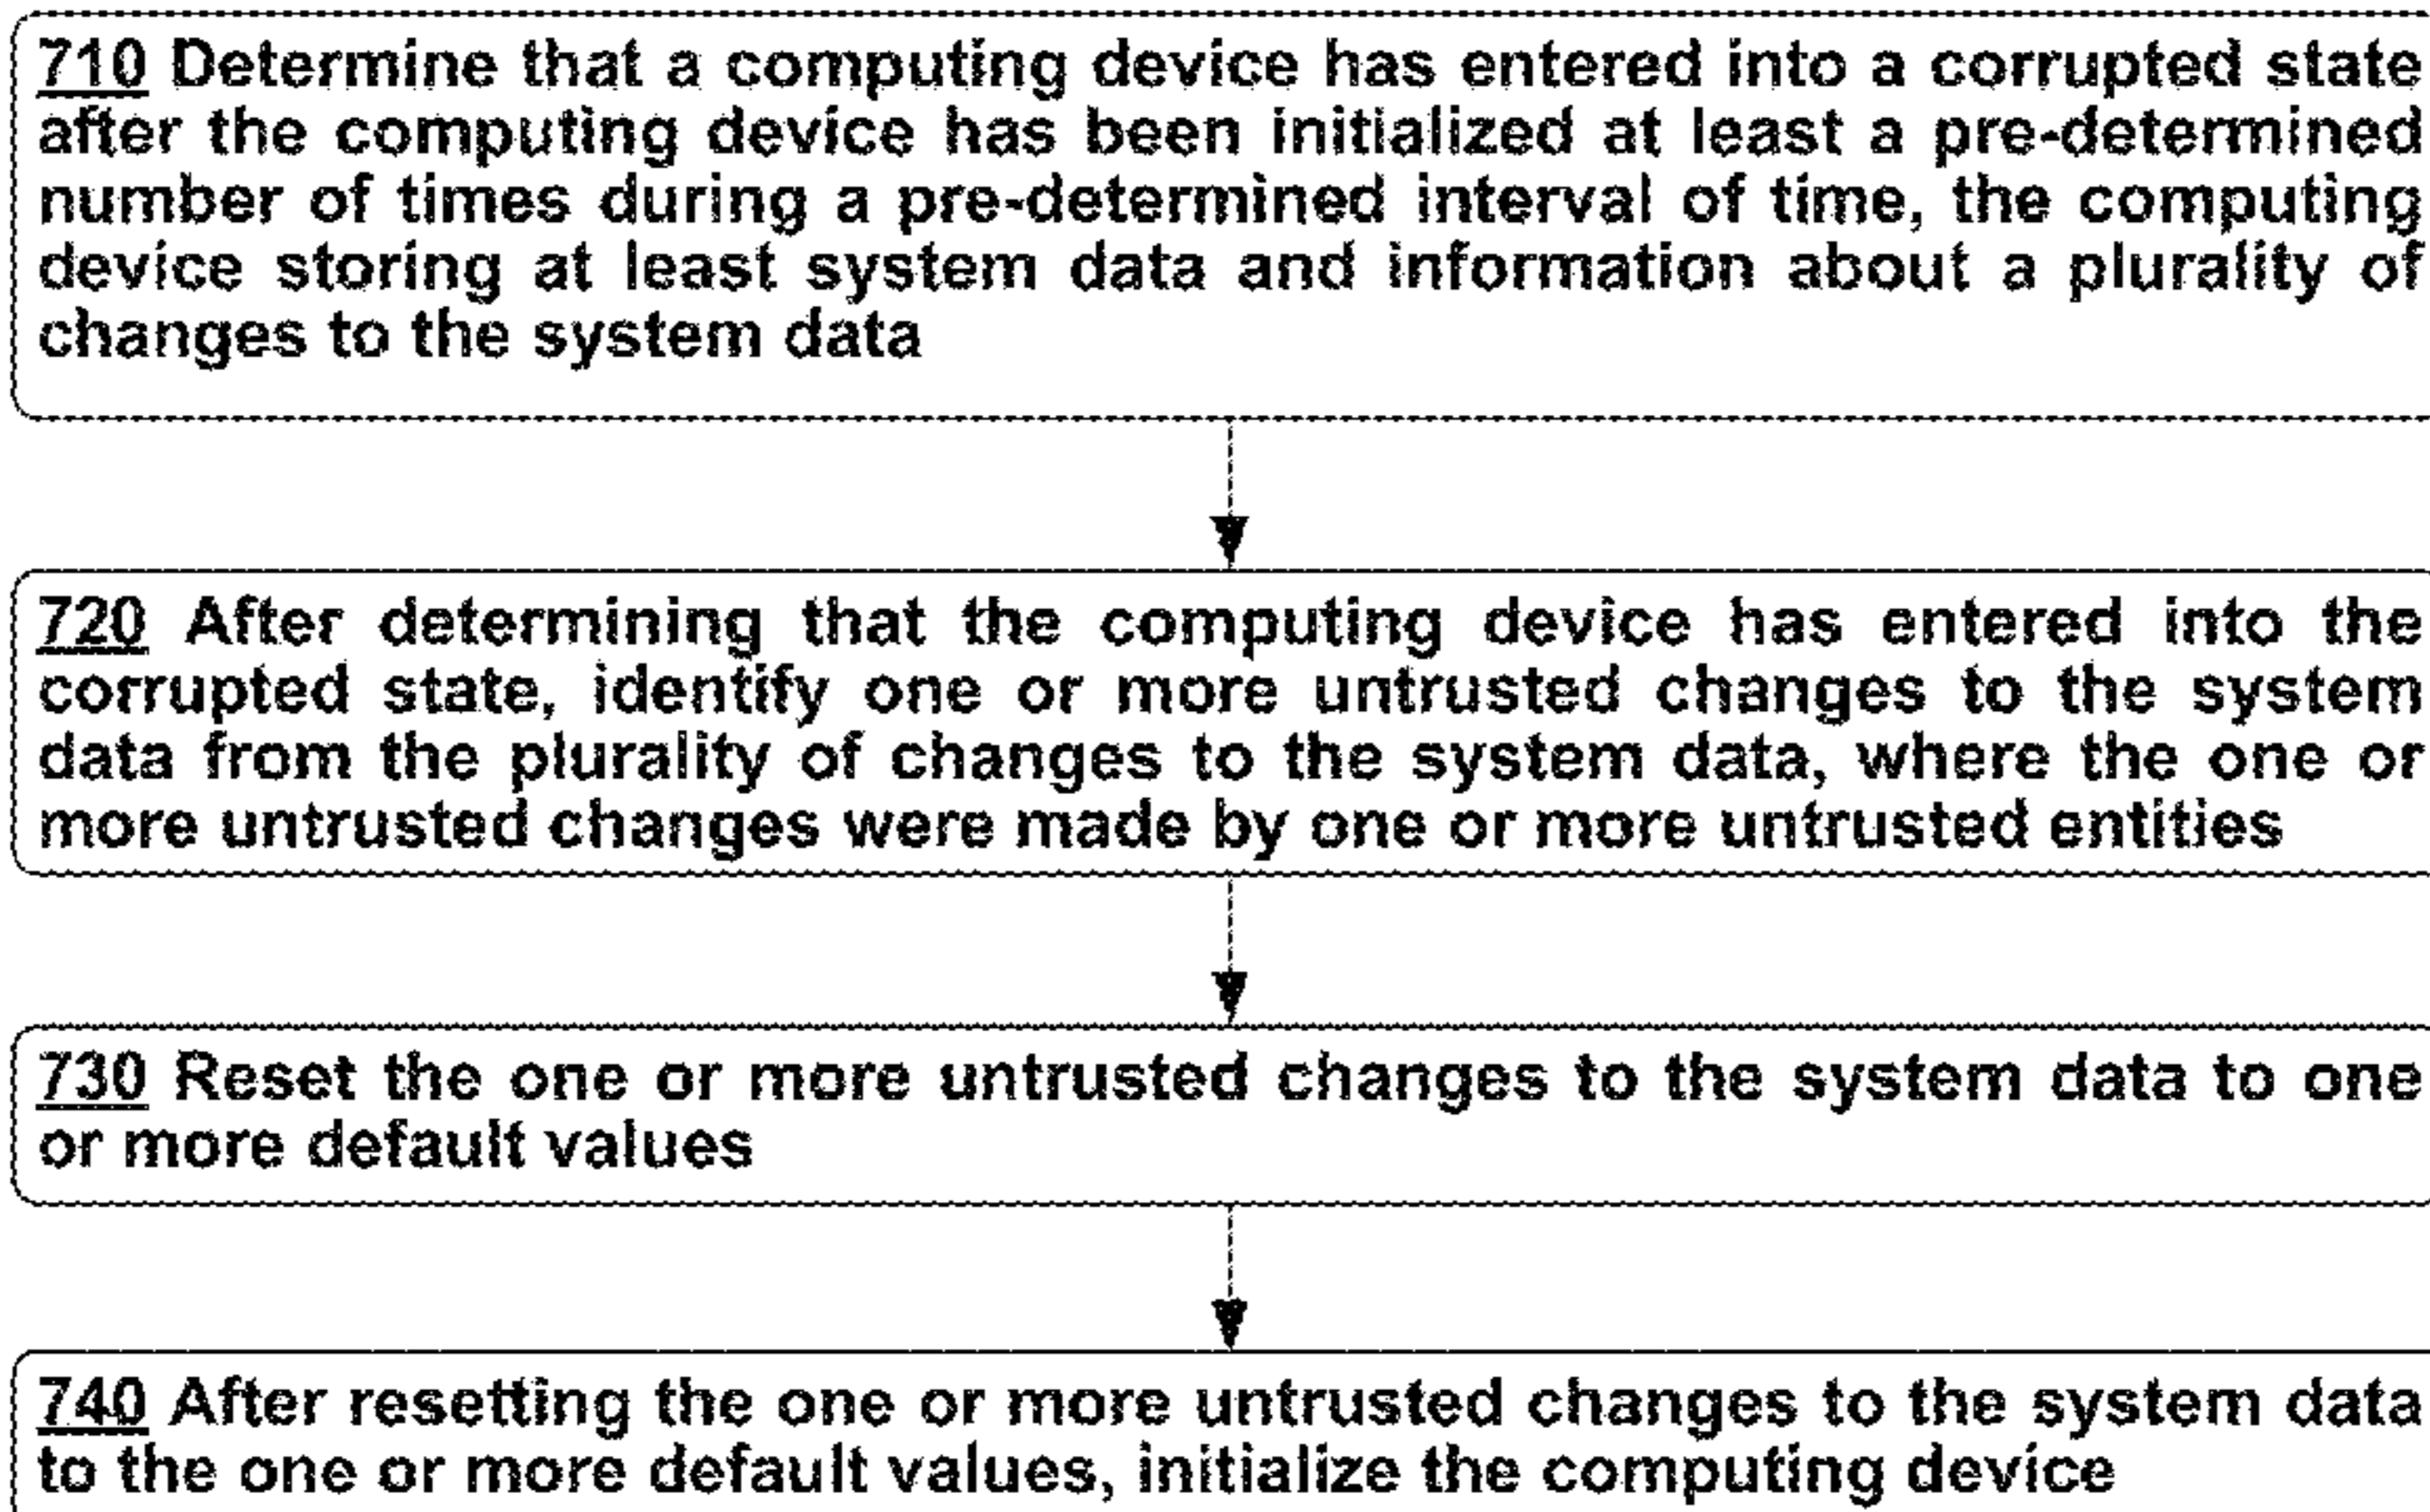 710 Determine that a computing device has entered into a corrupted state
after the computing device has been initialized at least a pre-determined
number of times during a pre-determined interval of time, the computing
device storing at least system data and information about a plurality of
changes to the system data
720 After determining that the computing device has entered into the
corrupted state, identify one or more untrusted changes to the system
data from the plurality of changes to the system data, where the one or
more untrusted changes were made by one or more untrusted entities
730 Reset the one or more untrusted changes to the system data to one
or more default values
740 After resetting the one or more untrusted changes to the system data
to the one or more default values, initialize the computing device